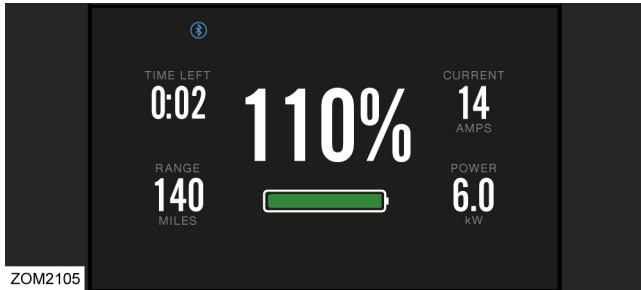 TIME LEFT
0:02
110%
CURRENT
14
AMPS
RANGE
140
MILES
POWER
6.0
kW
ZOM2105